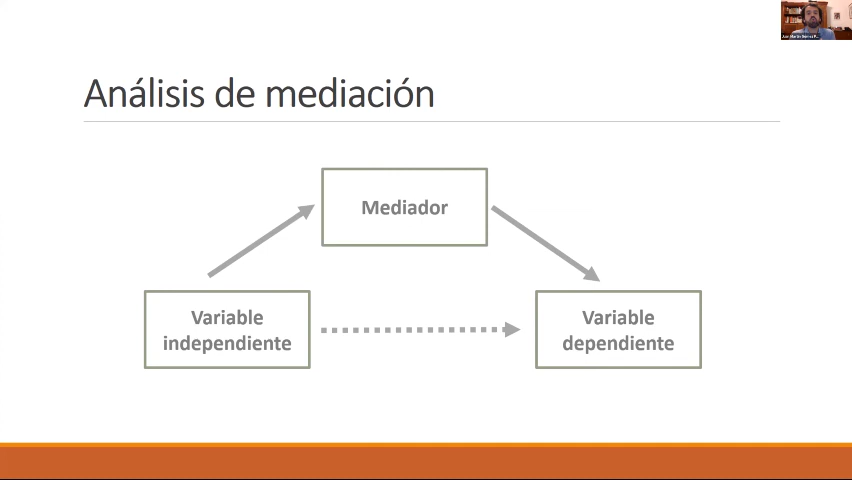 Análisis de mediación
Mediador
Variable
independiente
Variable
dependiente